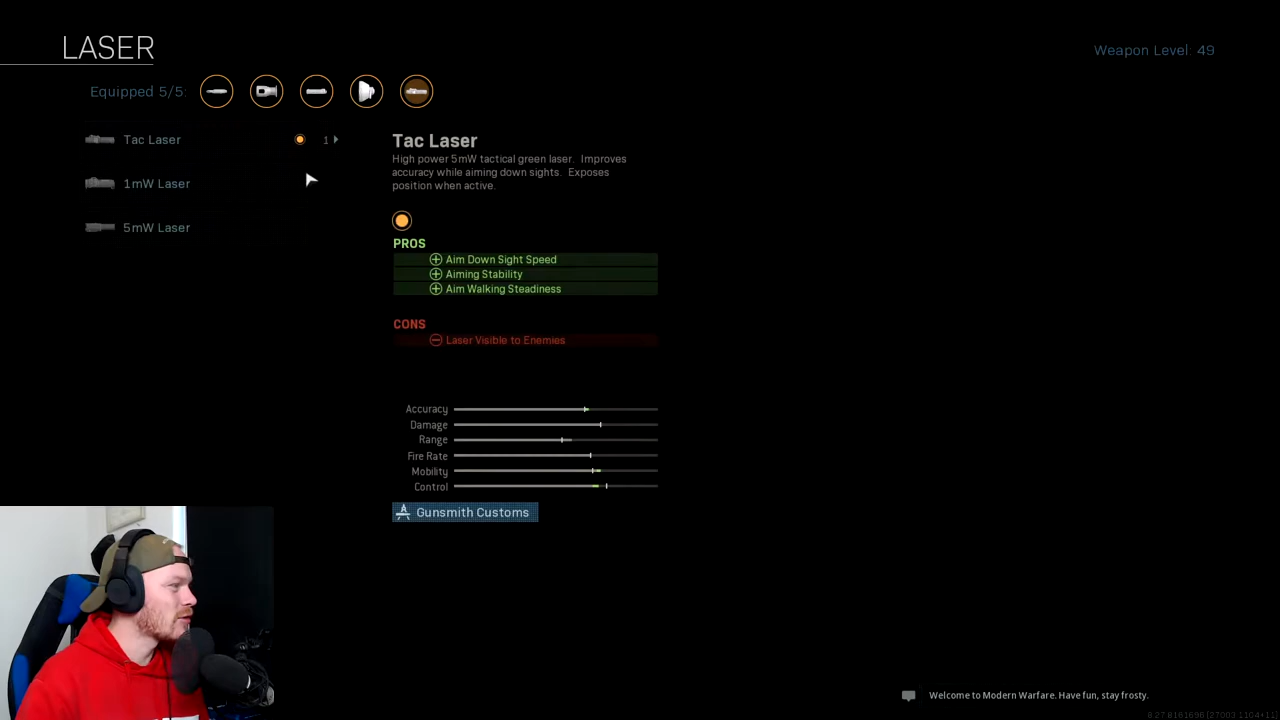 LASER
Weapon Level: 49
Equipped 5/5:
Tac Laser
1
1mW Laser
5mW Laser
Tac Laser
High power 5mW tactical green laser. Improves
accuracy while aiming down sights. Exposes
position when active.
PROS
Aim Down Sight Speed
Aiming Stability
Aim Walking Steadiness
CONS
Laser Visible to Enemies
Accuracy
Damage
Range
Fire Rate
Mobility
Control
Gunsmith Customs
Welcome to Modern Warfare. Have fun, stay frosty.